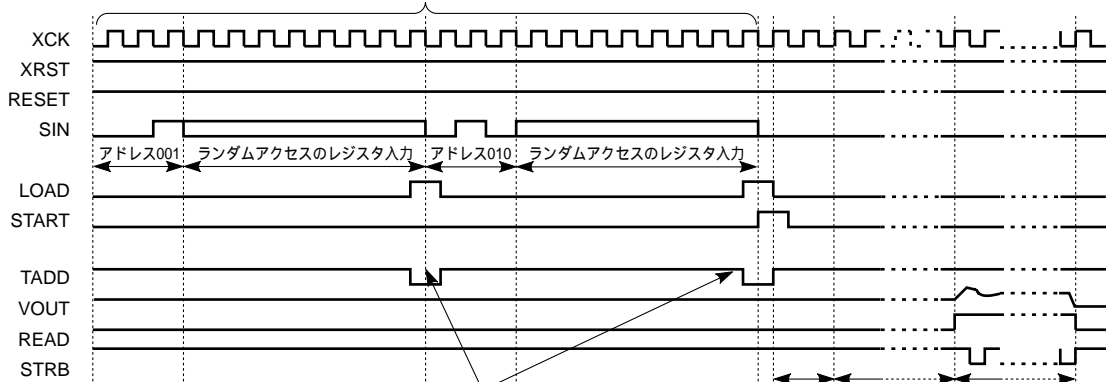 XCK
XRST
RESET
SIN
アドレス001 ランダムアクセスのレジスタ入力 アドレス010 ランダムアクセスのレジスタ入力
LOAD
START
TADD
VOUT
READ
STRB